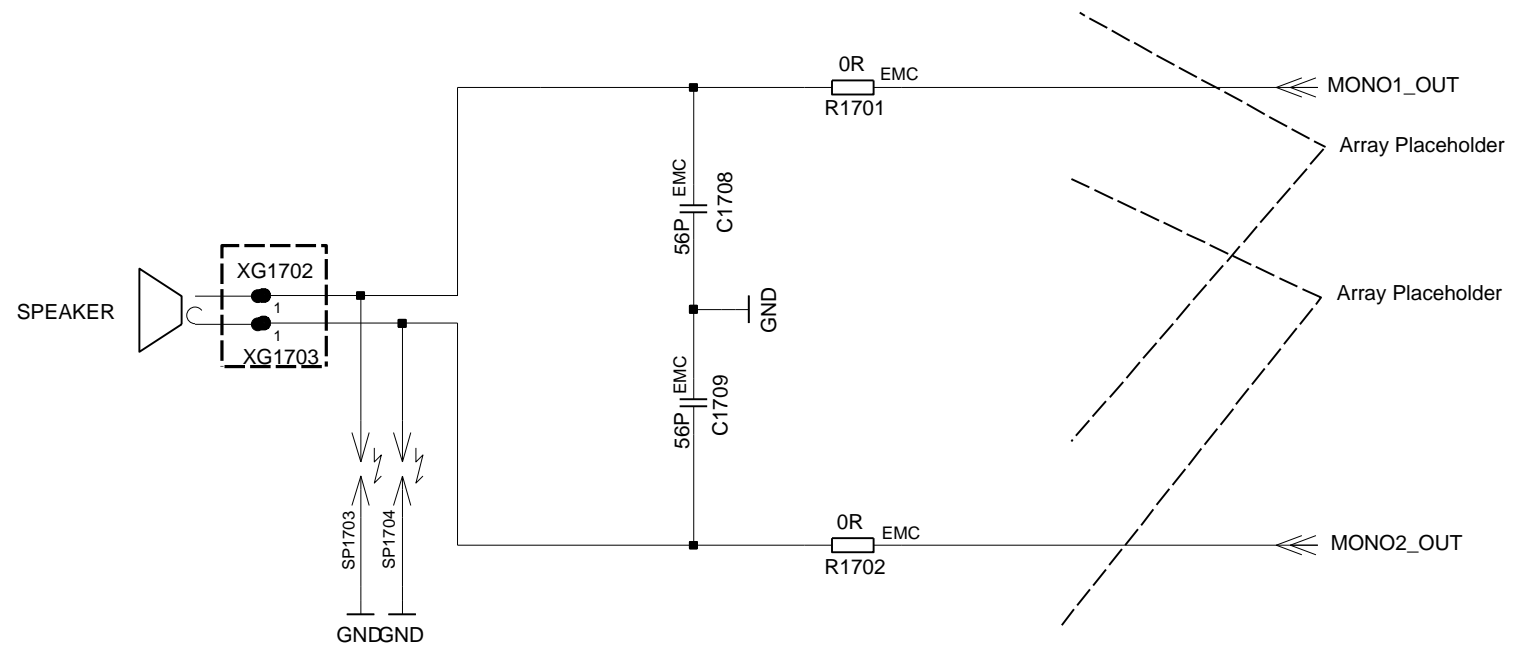 0R
EMC
MONO1_OUT
R1701
Array Placeholder
EMC
C1708
56P
XG1702
1
SPEAKER
GND
Array Placeholder
1
XG1703
EMC
C1709
56P
SP1703
SP1704
0R
EMC
MONO2_OUT
R1702
GND
GND